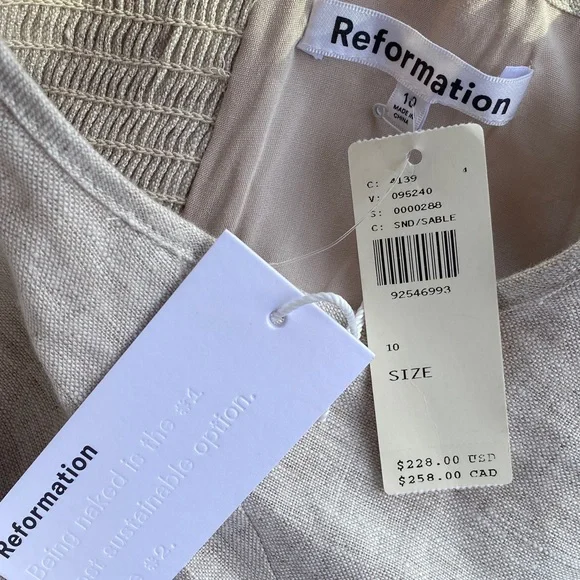 Reformation
10
MADE IN
CHINA
C: 4139
V: 095240
S: 0000288
C: SND/SABLE
92546993
10
SIZE
$228.00 USD
$258.00 CAD
Reformation
Being naked is the #1
sustainable option.
#2.